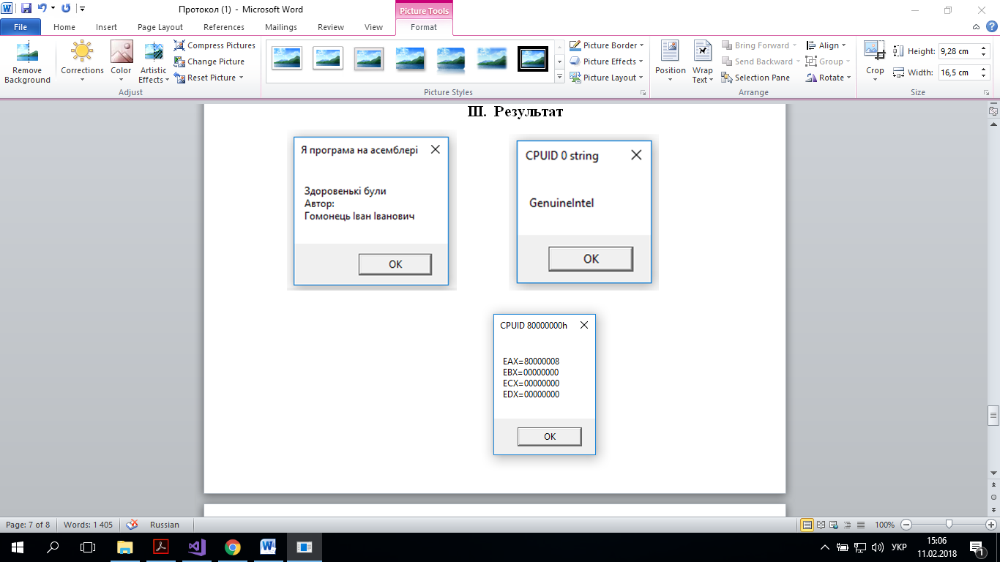 Протокол (1) - Microsoft Word
Picture Tools
File Home Insert Page Layout References Mailings Review View Format
Remove Background
Corrections
Color
Artistic Effects
Compress Pictures
Change Picture
Reset Picture
Adjust
Picture Styles
Picture Border
Picture Effects
Picture Layout
Position
Wrap Text
Bring Forward
Send Backward
Selection Pane
Align
Group
Rotate
Arrange
Crop
Height: 9,28 cm
Width: 16,5 cm
Size
III. Результат
Я програма на асемблері
Здоровенькі були
Автор:
Гомонець Іван Іванович
OK
CPUID 0 string
GenuineIntel
OK
CPUID 80000000h
EAX=80000008
EBX=00000000
ECX=00000000
EDX=00000000
OK
Page: 7 of 8 Words: 1 405 Russian 100%
УКР
15:06
11.02.2018
1